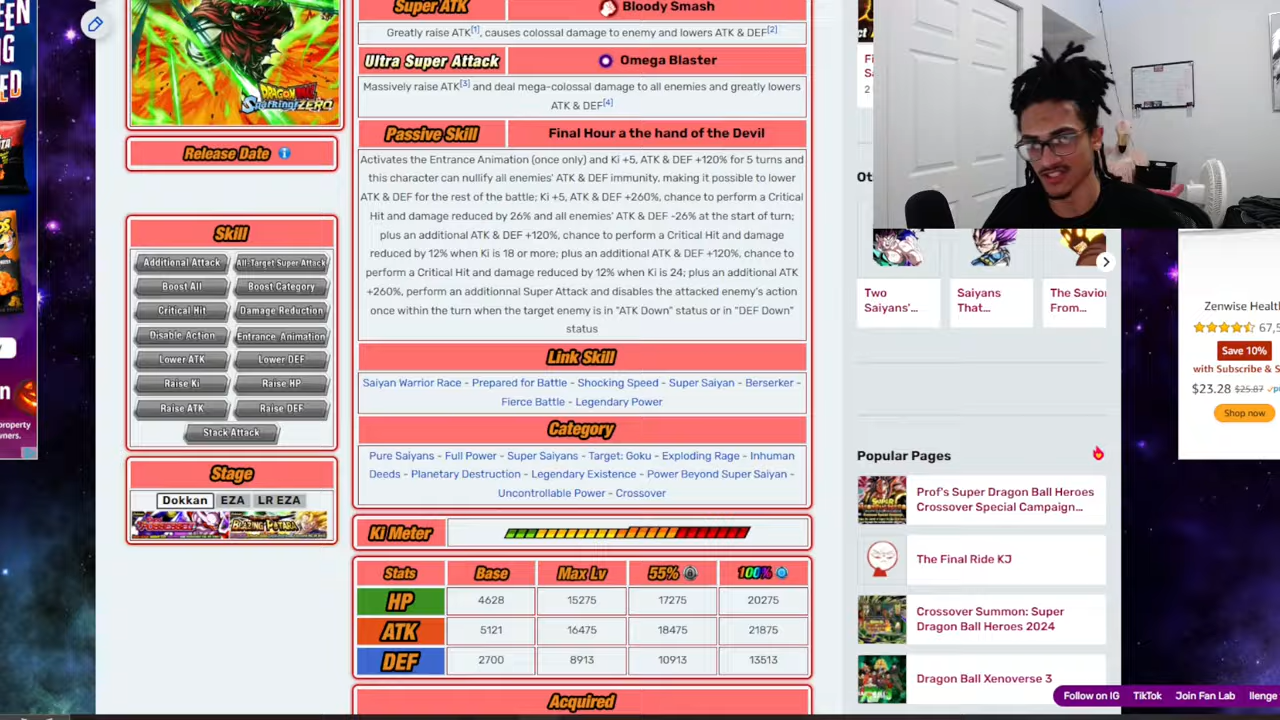 DRAGON BALL
Sparking! ZERO
Super ATK
Bloody Smash
Greatly raise ATK[1], causes colossal damage to enemy and lowers ATK & DEF[2]
Ultra Super Attack
Omega Blaster
Massively raise ATK[3] and deal mega-colossal damage to all enemies and greatly lowers
ATK & DEF[4]
Passive Skill
Final Hour a the hand of the Devil
Activates the Entrance Animation (once only) and Ki +5, ATK & DEF +120% for 5 turns and
this character can nullify all enemies' ATK & DEF immunity, making it possible to lower
ATK & DEF for the rest of the battle; Ki +5, ATK & DEF +260%, chance to perform a Critical
Hit and damage reduced by 26% and all enemies' ATK & DEF -26% at the start of turn;
plus an additional ATK & DEF +120%, chance to perform a Critical Hit and damage
reduced by 12% when Ki is 18 or more; plus an additional ATK & DEF +120%, chance to
perform a Critical Hit and damage reduced by 12% when Ki is 24; plus an additional ATK
+260%, perform an additionnal Super Attack and disables the attacked enemy's action
once within the turn when the target enemy is in "ATK Down" status or in "DEF Down"
status
Link Skill
Saiyan Warrior Race - Prepared for Battle - Shocking Speed - Super Saiyan - Berserker -
Fierce Battle - Legendary Power
Category
Pure Saiyans - Full Power - Super Saiyans - Target: Goku - Exploding Rage - Inhuman
Deeds - Planetary Destruction - Legendary Existence - Power Beyond Super Saiyan -
Uncontrollable Power - Crossover
Ki Meter
Stats Base Max Lv 55% 100%
HP 4628 15275 17275 20275
ATK 5121 16475 18475 21875
DEF 2700 8913 10913 13513
Acquired
Release Date
Skill
Additional Attack All-Target Super Attack
Boost All Boost Category
Critical Hit Damage Reduction
Disable Action Entrance Animation
Lower ATK Lower DEF
Raise Ki Raise HP
Raise ATK Raise DEF
Stack Attack
Stage
Dokkan EZA LR EZA
Two
Saiyans'...
Saiyans
That...
The Savior
From...
Popular Pages
Prof's Super Dragon Ball Heroes
Crossover Special Campaign...
The Final Ride KJ
Crossover Summon: Super
Dragon Ball Heroes 2024
Dragon Ball Xenoverse 3
Zenwise Health
67,5
Save 10%
with Subscribe & S
$23.28 $25.87
Shop now
Follow on IG TikTok Join Fan Lab llenge